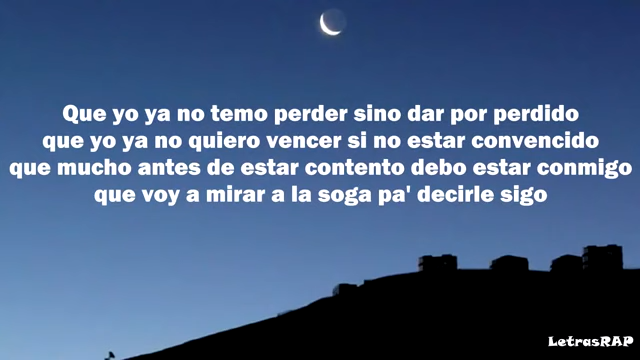 Que yo ya no temo perder sino dar por perdido
que yo ya no quiero vencer si no estar convencido
que mucho antes de estar contento debo estar conmigo
que voy a mirar a la soga pa' decirle sigo
LetrasRAP